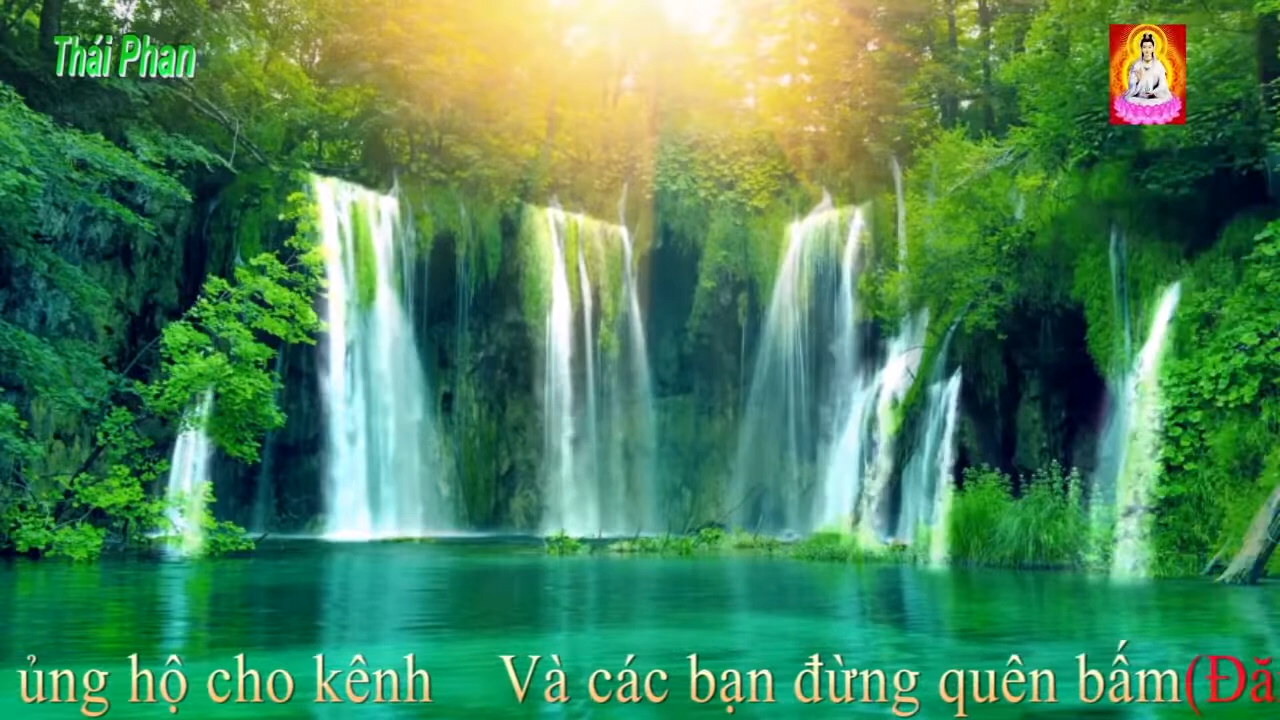 Thái Phan
ủng hộ cho kênh Và các bạn đừng quên bấm(Đă